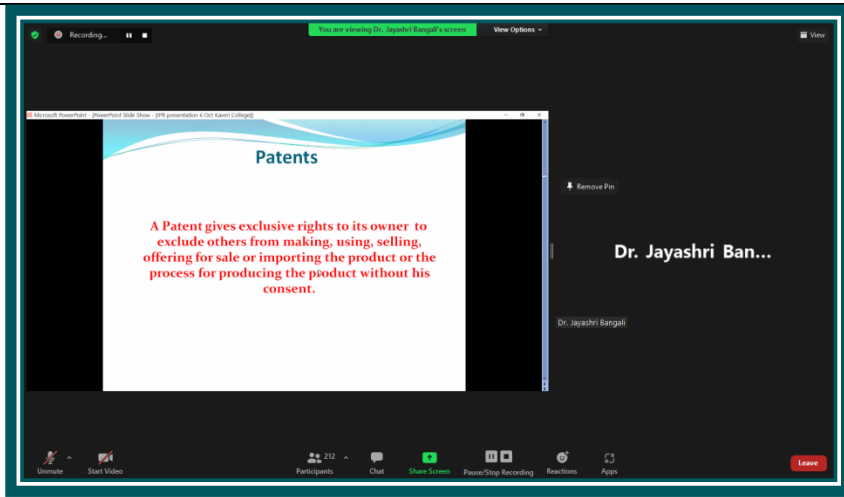 Recording...
You are viewing Dr. Jayashri Bangali's screen
View Options
View
Microsoft PowerPoint - [PowerPoint Slide Show - [IPR presentation 6 Oct Kaveri College]]
Patents
A Patent gives exclusive rights to its owner to
exclude others from making, using, selling,
offering for sale or importing the product or the
process for producing the product without his
consent.
Remove Pin
Dr. Jayashri Ban...
Dr. Jayashri Bangali
212
Unmute
Start Video
Participants
Chat
Share Screen
Pause/Stop Recording
Reactions
Apps
Leave